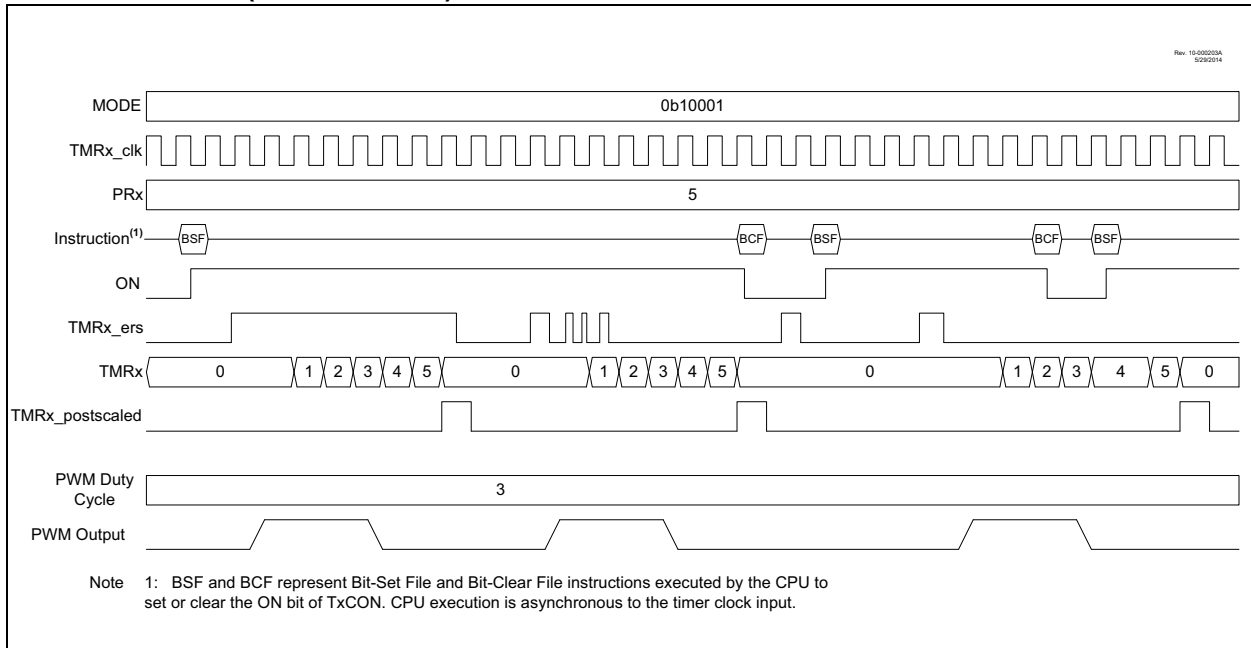 Rev. 10-000203A
5/29/2014
MODE 0b10001
TMRx_clk
PRx 5
Instruction(1) BSF BCF BSF BCF BSF
ON
TMRx_ers
TMRx 0 1 2 3 4 5 0 1 2 3 4 5 0 1 2 3 4 5 0
TMRx_postscaled
PWM Duty
Cycle 3
PWM Output
Note 1: BSF and BCF represent Bit-Set File and Bit-Clear File instructions executed by the CPU to
set or clear the ON bit of TxCON. CPU execution is asynchronous to the timer clock input.